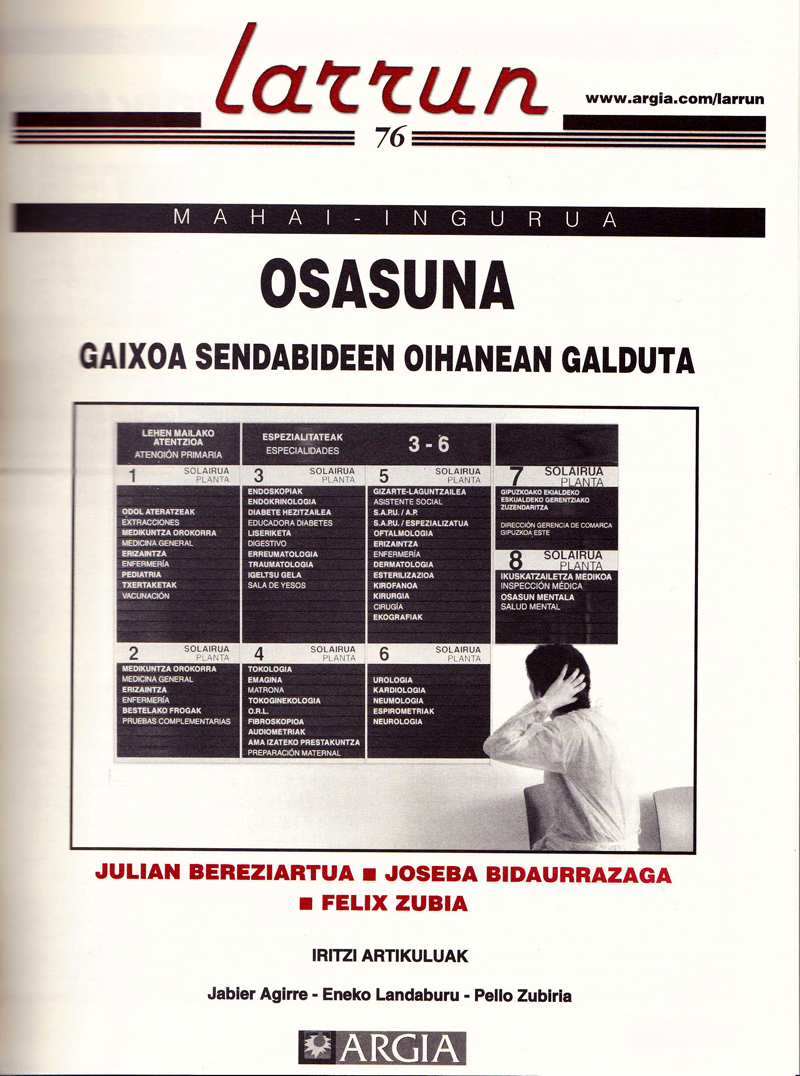 larrun
www.argia.com/larrun
76
MAHAI-INGURUA
OSASUNA
GAIXOA SENDABIDEEN OIHANEAN GALDUTA
LEHEN MAILAKO
ATENTZIOA
ATENCIÓN PRIMARIA
ESPEZIALITATEAK
ESPECIALIDADES
3 - 6
1 SOLAIRUA
PLANTA
ODOL ATERATZEAK
EXTRACCIONES
MEDIKUNTZA OROKORRA
MEDICINA GENERAL
ERIZAINTZA
ENFERMERÍA
PEDIATRIA
TXERTAKETAK
VACUNACIÓN
3 SOLAIRUA
PLANTA
ENDOSKOPIAK
ENDOKRINOLOGIA
DIABETE HEZITZAILEA
EDUCADORA DIABETES
LISERIKETA
DIGESTIVO
ERREUMATOLOGIA
TRAUMATOLOGIA
IGELTSU GELA
SALA DE YESOS
5 SOLAIRUA
PLANTA
GIZARTE-LAGUNTZAILEA
ASISTENTE SOCIAL
S.A.P.U. / A.P.
S.A.P.U. / ESPEZIALIZATUA
OFTALMOLOGIA
ERIZAINTZA
ENFERMERÍA
DERMATOLOGIA
ESTERILIZAZIOA
KIROFANOA
KIRURGIA
CIRUGÍA
EKOGRAFIAK
7 SOLAIRUA
PLANTA
GIPUZKOAKO EKIALDEKO
ESKUALDEKO GERENTZIAKO
ZUZENDARITZA
DIRECCIÓN GERENCIA DE COMARCA
GIPUZKOA ESTE
8 SOLAIRUA
PLANTA
IKUSKATZAILETZA MEDIKOA
INSPECCIÓN MÉDICA
OSASUN MENTALA
SALUD MENTAL
2 SOLAIRUA
PLANTA
MEDIKUNTZA OROKORRA
MEDICINA GENERAL
ERIZAINTZA
ENFERMERÍA
BESTELAKO FROGAK
PRUEBAS COMPLEMENTARIAS
4 SOLAIRUA
PLANTA
TOKOLOGIA
EMAGINA
MATRONA
TOKOGINEKOLOGIA
O.R.L.
FIBROSKOPIOA
AUDIOMETRIAK
AMA IZATEKO PRESTAKUNTZA
PREPARACIÓN MATERNAL
6 SOLAIRUA
PLANTA
UROLOGIA
KARDIOLOGIA
NEUMOLOGIA
ESPIROMETRIAK
NEUROLOGIA
JULIAN BEREZIARTUA ■ JOSEBA BIDAURRAZAGA
■ FELIX ZUBIA
IRITZI ARTIKULUAK
Jabier Agirre - Eneko Landaburu - Pello Zubiria
ARGIA